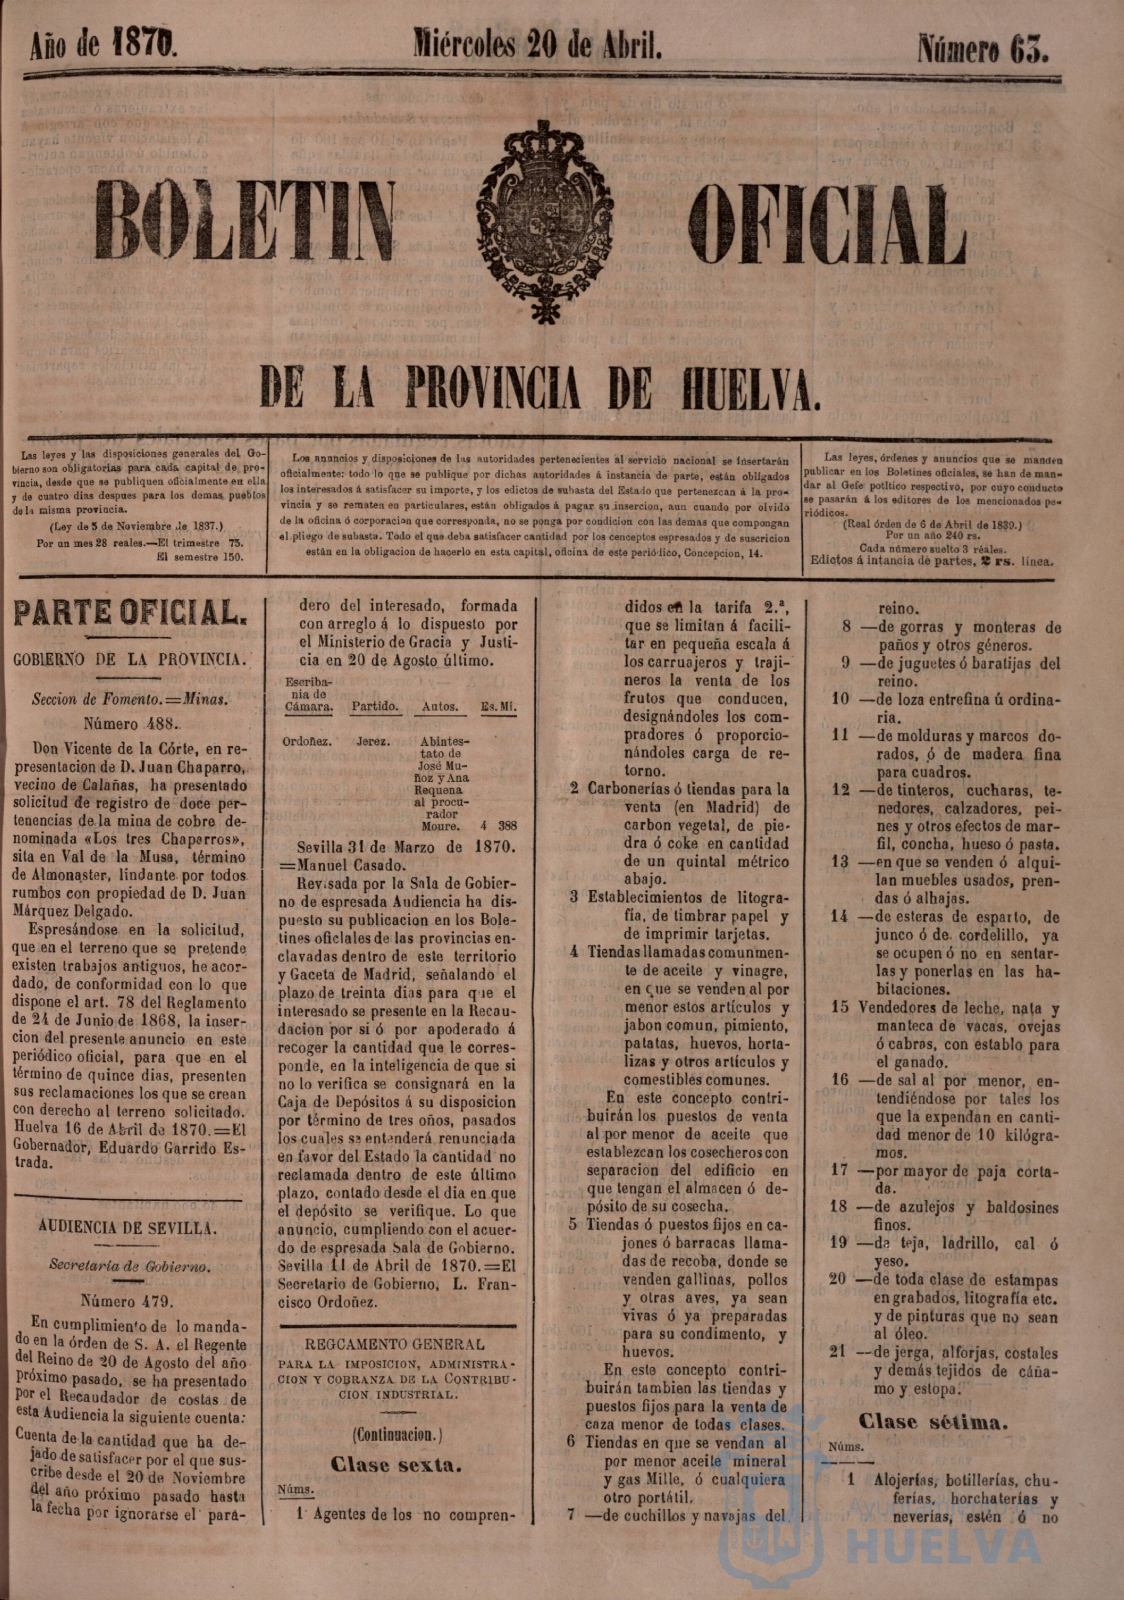 Año de 1870.
Miércoles 20 de Abril.
Número 63.
BOLETIN OFICIAL
DE LA PROVINCIA DE HUELVA.
Las leyes y las disposiciones generales del Go-
bierno son obligatorias para cada capital de pro-
vincia, desde que se publiquen oficialmente en ella
y de cuatro dias despues para los demas pueblos
de la misma provincia.
(Ley de 5 de Noviembre de 1837.)
Por un mes 28 reales.—El trimestre 75.
El semestre 150.
Los anuncios y disposiciones de las autoridades pertenecientes al servicio nacional se insertarán
oficialmente: todo lo que se publique por dichas autoridades á instancia de parte, están obligados
los interesados á satisfacer su importe, y los edictos de subasta del Estado que pertenezcan á la pro-
vincia y se rematen en particulares, están obligados á pagar su insercion, aun cuando por olvido
de la oficina ó corporacion que corresponda, no se ponga por condicion con las demas que compongan
el pliego de subasta. Todo el que deba satisfacer cantidad por los conceptos espresados y de suscricion
están en la obligacion de hacerlo en esta capital, oficina de este periódico, Concepcion, 14.
Las leyes, órdenes y anuncios que se manden
publicar en los Boletines oficiales, se han de man-
dar al Gefe potltico respectivo, por cuyo conducto
se pasarán á los editores de los mencionados pe-
riódicos.
(Real órden de 6 de Abril de 1839.)
Por un año 240 rs.
Cada número suelto 3 réales.
Edictos á intancia de partes, 2 rs. línea.
PARTE OFICIAL.
GOBIERNO DE LA PROVINCIA.
Seccion de Fomento.=Minas.
Número 488.
Don Vicente de la Córte, en re-
presentacion de D. Juan Chaparro,
vecino de Calañas, ha presentado
solicitud de registro de doce per-
tenencias de la mina de cobre de-
nominada «Los tres Chaparros»,
sita en Val de la Musa, término
de Almonaster, lindante por todos
rumbos con propiedad de D. Juan
Márquez Delgado.
Espresándose en la solicitud,
que en el terreno que se pretende
existen trabajos antiguos, he acor-
dado, de conformidad con lo que
dispone el art. 78 del Reglamento
de 24 de Junio de 1868, la inser-
cion del presente anuncio en este
periódico oficial, para que en el
término de quince dias, presenten
sus reclamaciones los que se crean
con derecho al terreno solicitado.
Huelva 16 de Abril de 1870.=El
Gobernador, Eduardo Garrido Es-
trada.
AUDIENCIA DE SEVILLA.
Secretaría de Gobierno.
Número 479.
En cumplimiento de lo manda-
do en la órden de S. A. el Regente
del Reino de 20 de Agosto del año
próximo pasado, se ha presentado
por el Recaudador de costas de
esta Audiencia la siguiente cuenta:
Cuenta de la cantidad que ha de-
jado de satisfacer por el que sus-
cribe desde el 20 de Noviembre
del año próximo pasado hasta
la fecha por ignorarse el para-
dero del interesado, formada
con arreglo á lo dispuesto por
el Ministerio de Gracia y Justi-
cia en 20 de Agosto último.
Escriba-
nía de
Cámara. Partido. Autos. Es. Mi.
Ordoñez. Jerez. Abintes-
tato de
José Mu-
ñoz y Ana
Requena
al procu-
rador
Moure. 4 388
Sevilla 31 de Marzo de 1870.
=Manuel Casado.
Revisada por la Sala de Gobier-
no de espresada Audiencia ha dis-
puesto su publicacion en los Bole-
tines oficlales de las provincias en-
clavadas dentro de este territorio
y Gaceta de Madrid, señalando el
plazo de treinta dias para que el
interesado se presente en la Recau-
dacion por si ó por apoderado á
recoger la cantidad que le corres-
ponde, en la inteligencia de que si
no lo verifica se consignará en la
Caja de Depósitos á su disposicion
por término de tres oños, pasados
los cuales se entenderá renunciada
en favor del Estado la cantidad no
reclamada dentro de este último
plazo, contado desde el dia en que
el depósito se verifique. Lo que
anuncio, cumpliendo con el acuer-
do de espresada Sala de Gobierno.
Sevilla 11 de Abril de 1870.=El
Secretario de Gobierno, L. Fran-
cisco Ordoñez.
REGCAMENTO GENERAL
PARA LA IMPOSICION, ADMINISTRA-
CION Y COBRANZA DE LA CONTRIBU-
CION INDUSTRIAL.
(Continuacion.)
Clase sexta.
Núms.
1 Agentes de los no compren-
didos en la tarifa 2.ª,
que se limitan á facili-
tar en pequeña escala á
los carruajeros y traji-
neros la venta de los
frutos que conducen,
designándoles los com-
pradores ó proporcio-
nándoles carga de re-
torno.
2 Carbonerías ó tiendas para la
venta (en Madrid) de
carbon vegetal, de pie-
dra ó coke en cantidad
de un quintal métrico
abajo.
3 Establecimientos de litogra-
fía, de timbrar papel y
de imprimir tarjetas.
4 Tiendas llamadas comunmen-
te de aceite y vinagre,
en que se venden al por
menor estos artículos y
jabon comun, pimiento,
patatas, huevos, horta-
lizas y otros artículos y
comestibles comunes.
En este concepto contri-
buirán los puestos de venta
al por menor de aceite que
establezcan los cosecheros con
separacion del edificio en
que tengan el almacen ó de-
pósito de su cosecha.
5 Tiendas ó puestos fijos en ca-
jones ó barracas llama-
das de recoba, donde se
venden gallinas, pollos
y otras aves, ya sean
vivas ó ya preparadas
para su condimento, y
huevos.
En este concepto contri-
buirán tambien las tiendas y
puestos fijos para la venta de
caza menor de todas clases.
6 Tiendas en que se vendan al
por menor aceite mineral
y gas Mille, ó cualquiera
otro portátil.
7 —de cuchillos y navajas del
reino.
8 —de gorras y monteras de
paños y otros géneros.
9 —de juguetes ó baratijas del
reino.
10 —de loza entrefina ú ordina-
ria.
11 —de molduras y marcos do-
rados, ó de madera fina
para cuadros.
12 —de tinteros, cucharas, te-
nedores, calzadores, pei-
nes y otros efectos de mar-
fil, concha, hueso ó pasta.
13 —en que se venden ó alqui-
lan muebles usados, pren-
das ó alhajas.
14 —de esteras de esparto, de
junco ó de cordelillo, ya
se ocupen ó no en sentar-
las y ponerlas en las ha-
bitaciones.
15 Vendedores de leche, nata y
manteca de vacas, ovejas
ó cabras, con establo para
el ganado.
16 —de sal al por menor, en-
tendiéndose por tales los
que la expendan en canti-
dad menor de 10 kilógra-
mos.
17 —por mayor de paja corta-
da.
18 —de azulejos y baldosines
finos.
19 —de teja, ladrillo, cal ó
yeso.
20 —de toda clase de estampas
en grabados, litografía etc.
y de pinturas que no sean
al óleo.
21 —de jerga, alforjas, costales
y demás tejidos de cáña-
mo y estopa.
Clase sétima.
Núms.
1 Alojerías, botillerías, chu-
ferías, horchaterías y
neverías, estén ó no
HUELVA